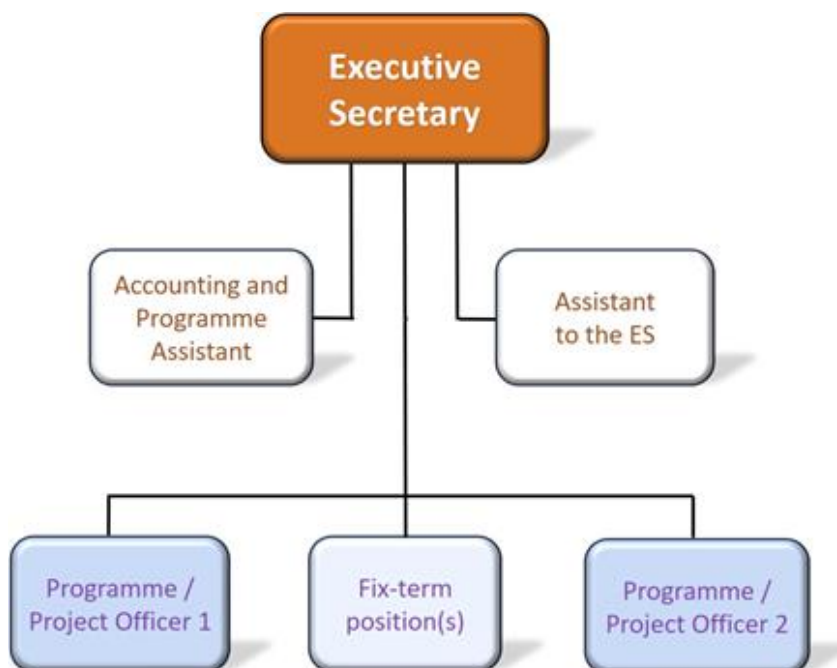 Executive
Secretary
Accounting and
Programme
Assistant
Assistant
to the ES
Programme /
Project Officer 1
Fix-term
position(s)
Programme /
Project Officer 2